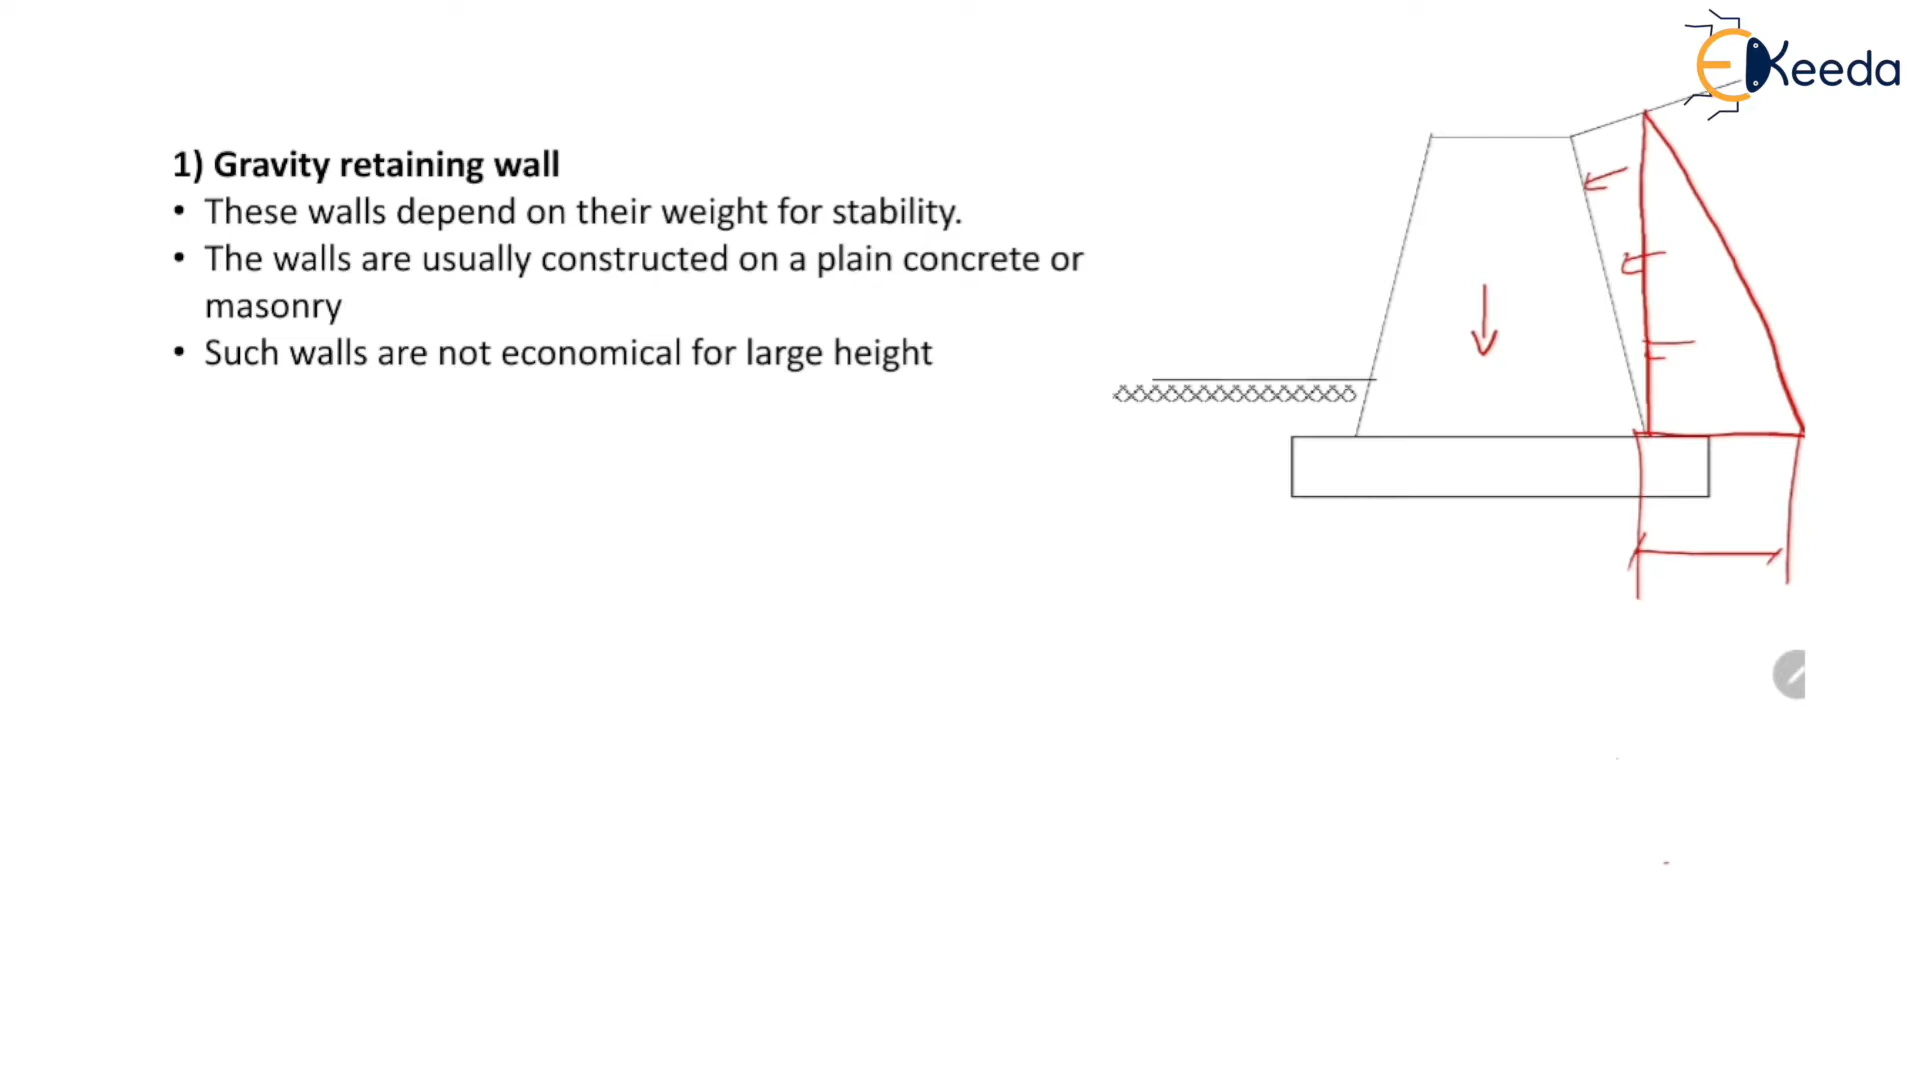 EKeeda
1) Gravity retaining wall
• These walls depend on their weight for stability.
• The walls are usually constructed on a plain concrete or
masonry
• Such walls are not economical for large height